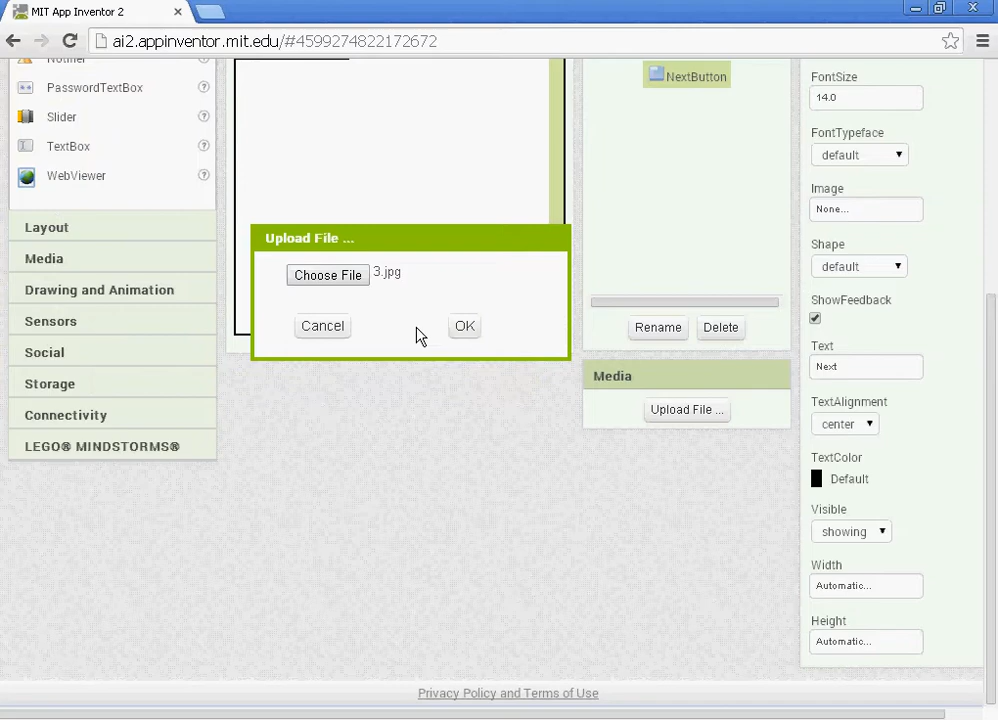 MIT App Inventor 2
ai2.appinventor.mit.edu/#4599274822172672
Notifier
PasswordTextBox
Slider
TextBox
WebViewer
Layout
Media
Drawing and Animation
Sensors
Social
Storage
Connectivity
LEGO® MINDSTORMS®
Upload File ...
Choose File 3.jpg
Cancel OK
NextButton
Rename Delete
Media
Upload File ...
FontSize
14.0
FontTypeface
default
Image
None...
Shape
default
ShowFeedback
Text
Next
TextAlignment
center
TextColor
Default
Visible
showing
Width
Automatic...
Height
Automatic...
Privacy Policy and Terms of Use